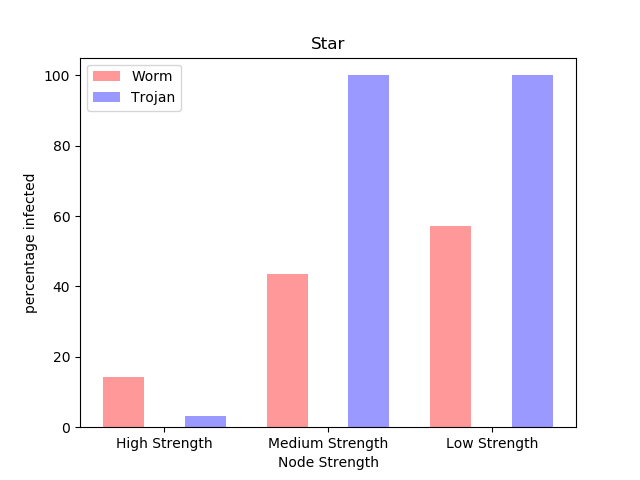 Star
Worm
Trojan
percentage infected
100
80
60
40
20
0
High Strength
Medium Strength
Low Strength
Node Strength